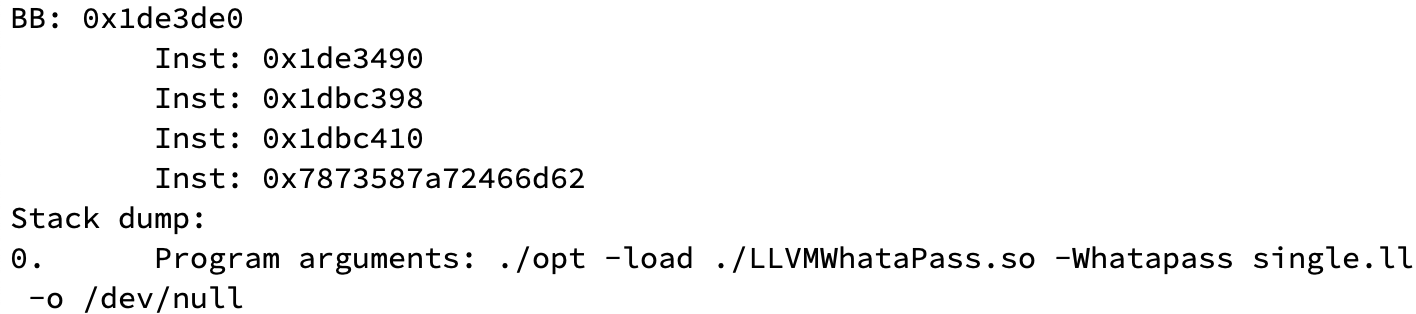 BB: 0x1de3de0
Inst: 0x1de3490
Inst: 0x1dbc398
Inst: 0x1dbc410
Inst: 0x7873587a72466d62
Stack dump:
0. Program arguments: ./opt -load ./LLVMWhataPass.so -Whatapass single.ll
-o /dev/null